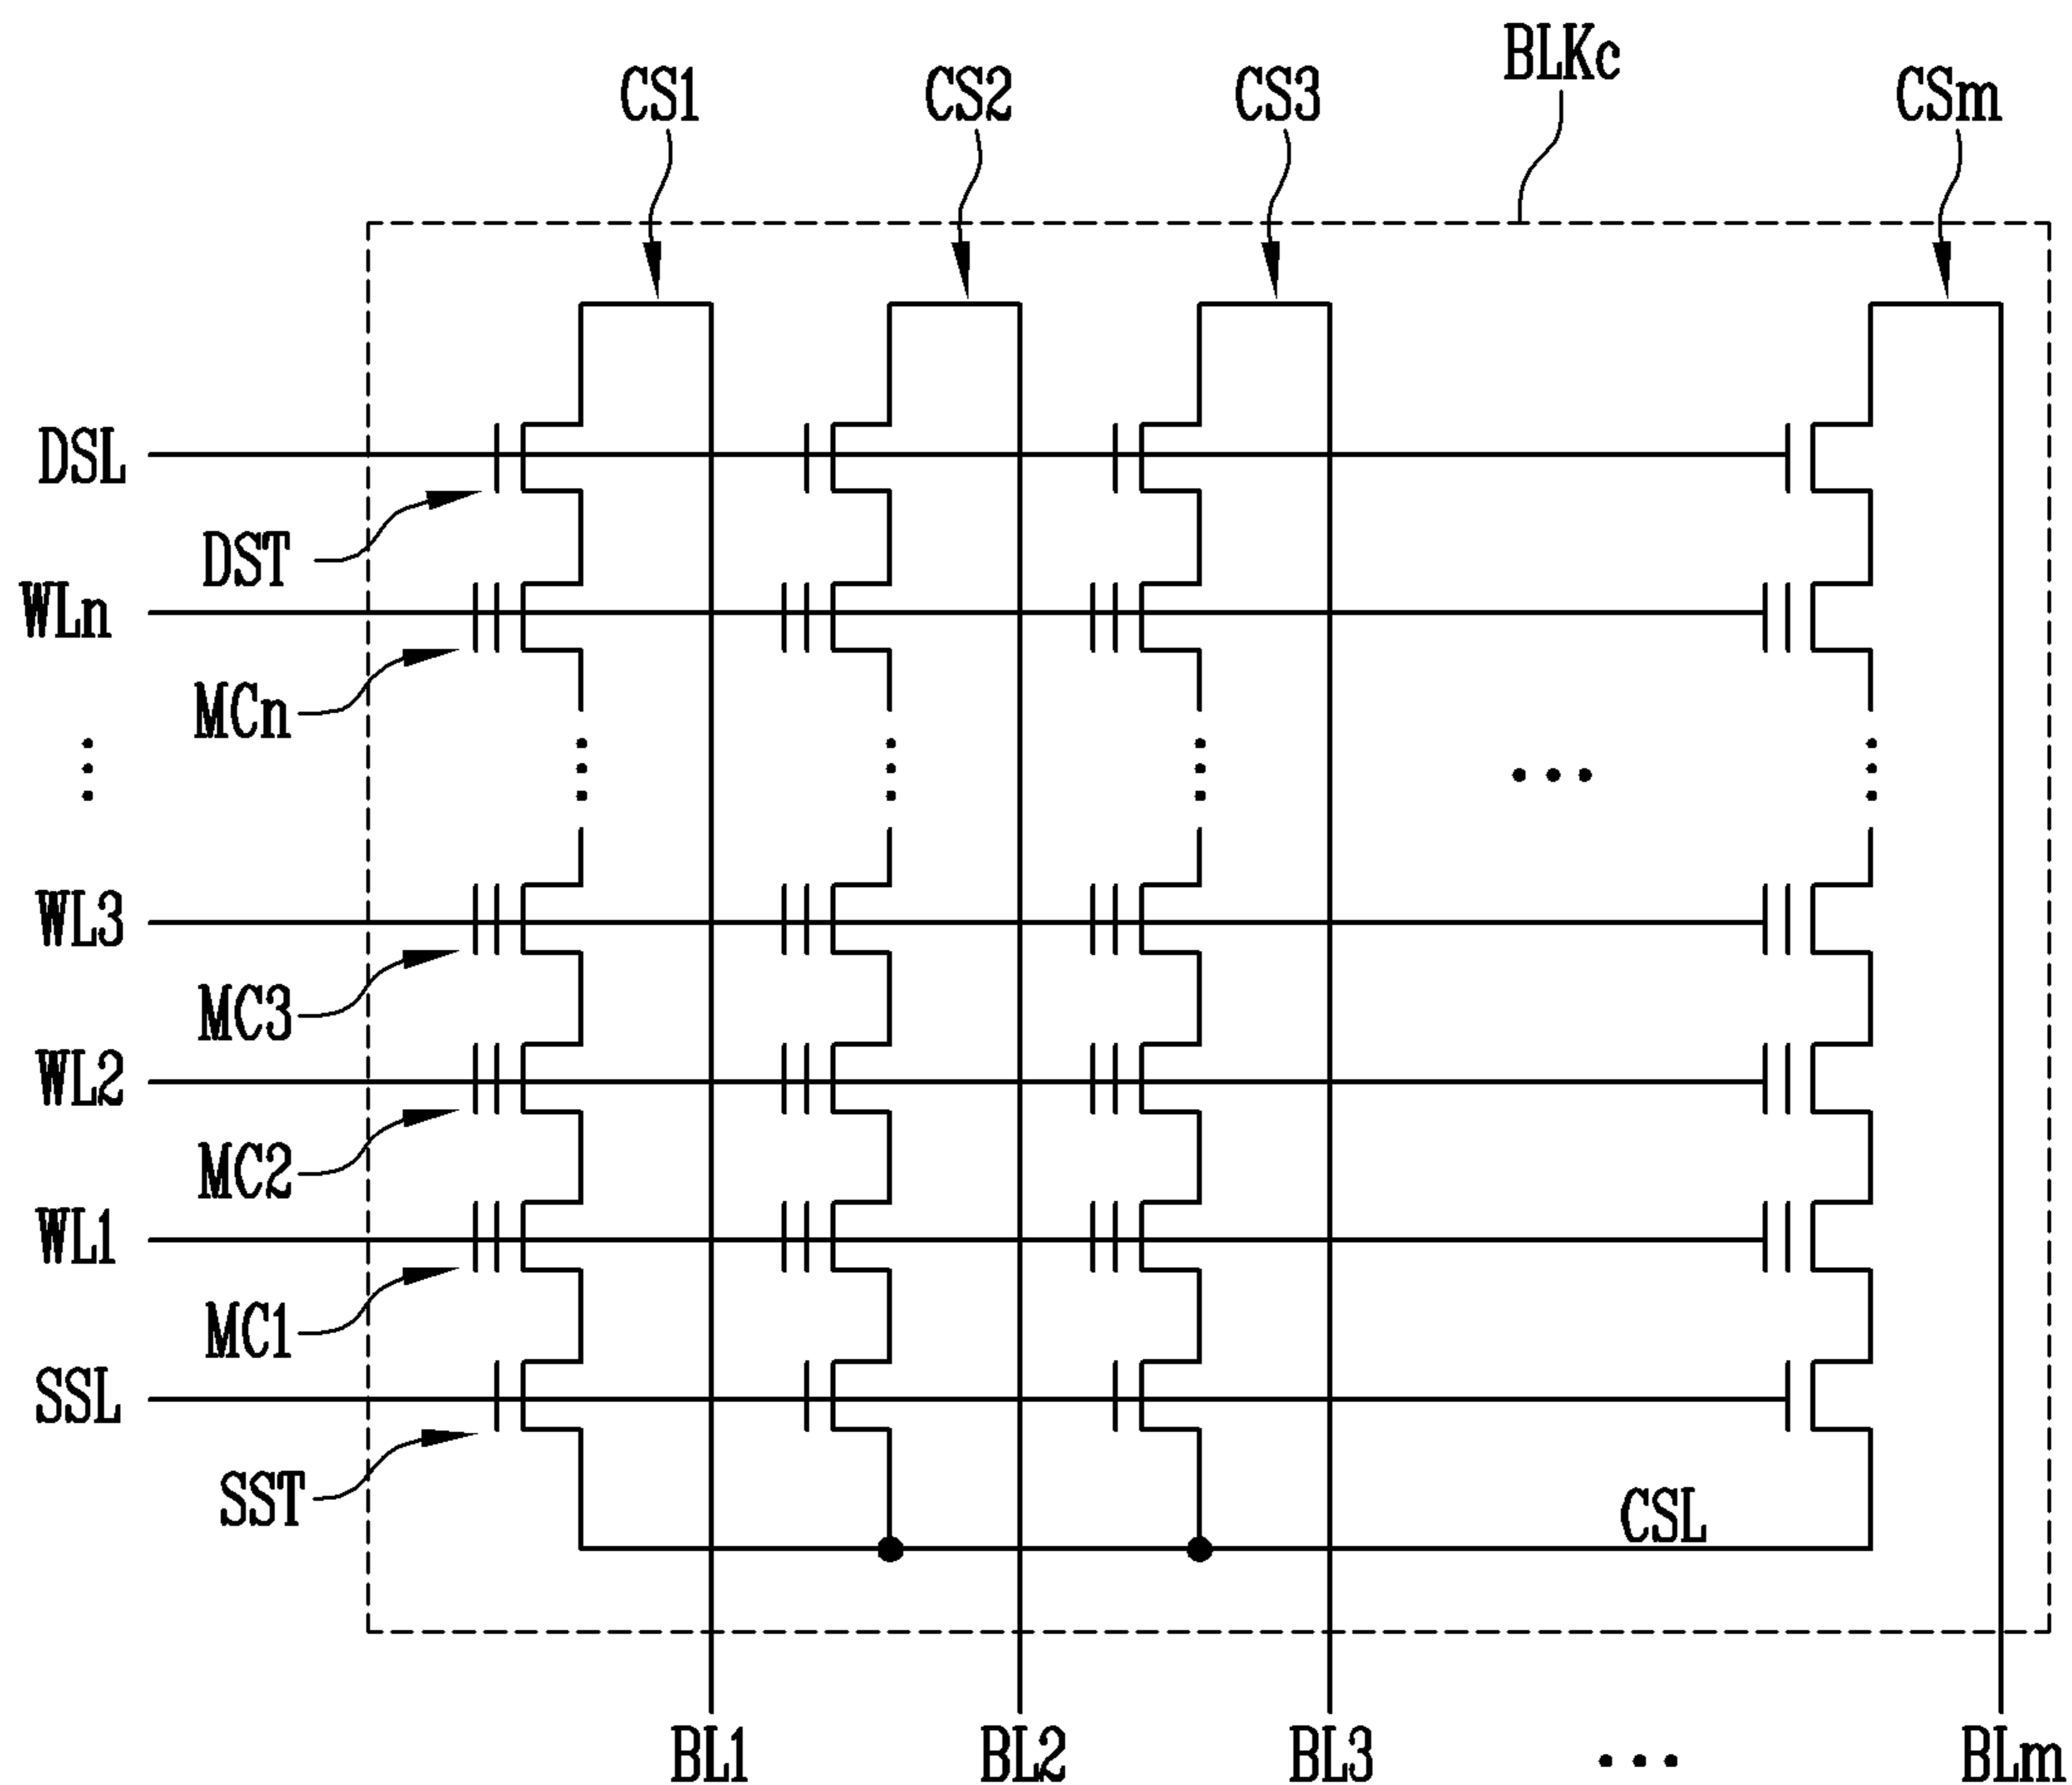 BLKc
CS1 CS2 CS3 CSm
DSL
DST
WLn
MCn
WL3
MC3
WL2
MC2
WL1
MC1
SSL
SST
CSL
BL1 BL2 BL3 ... BLm